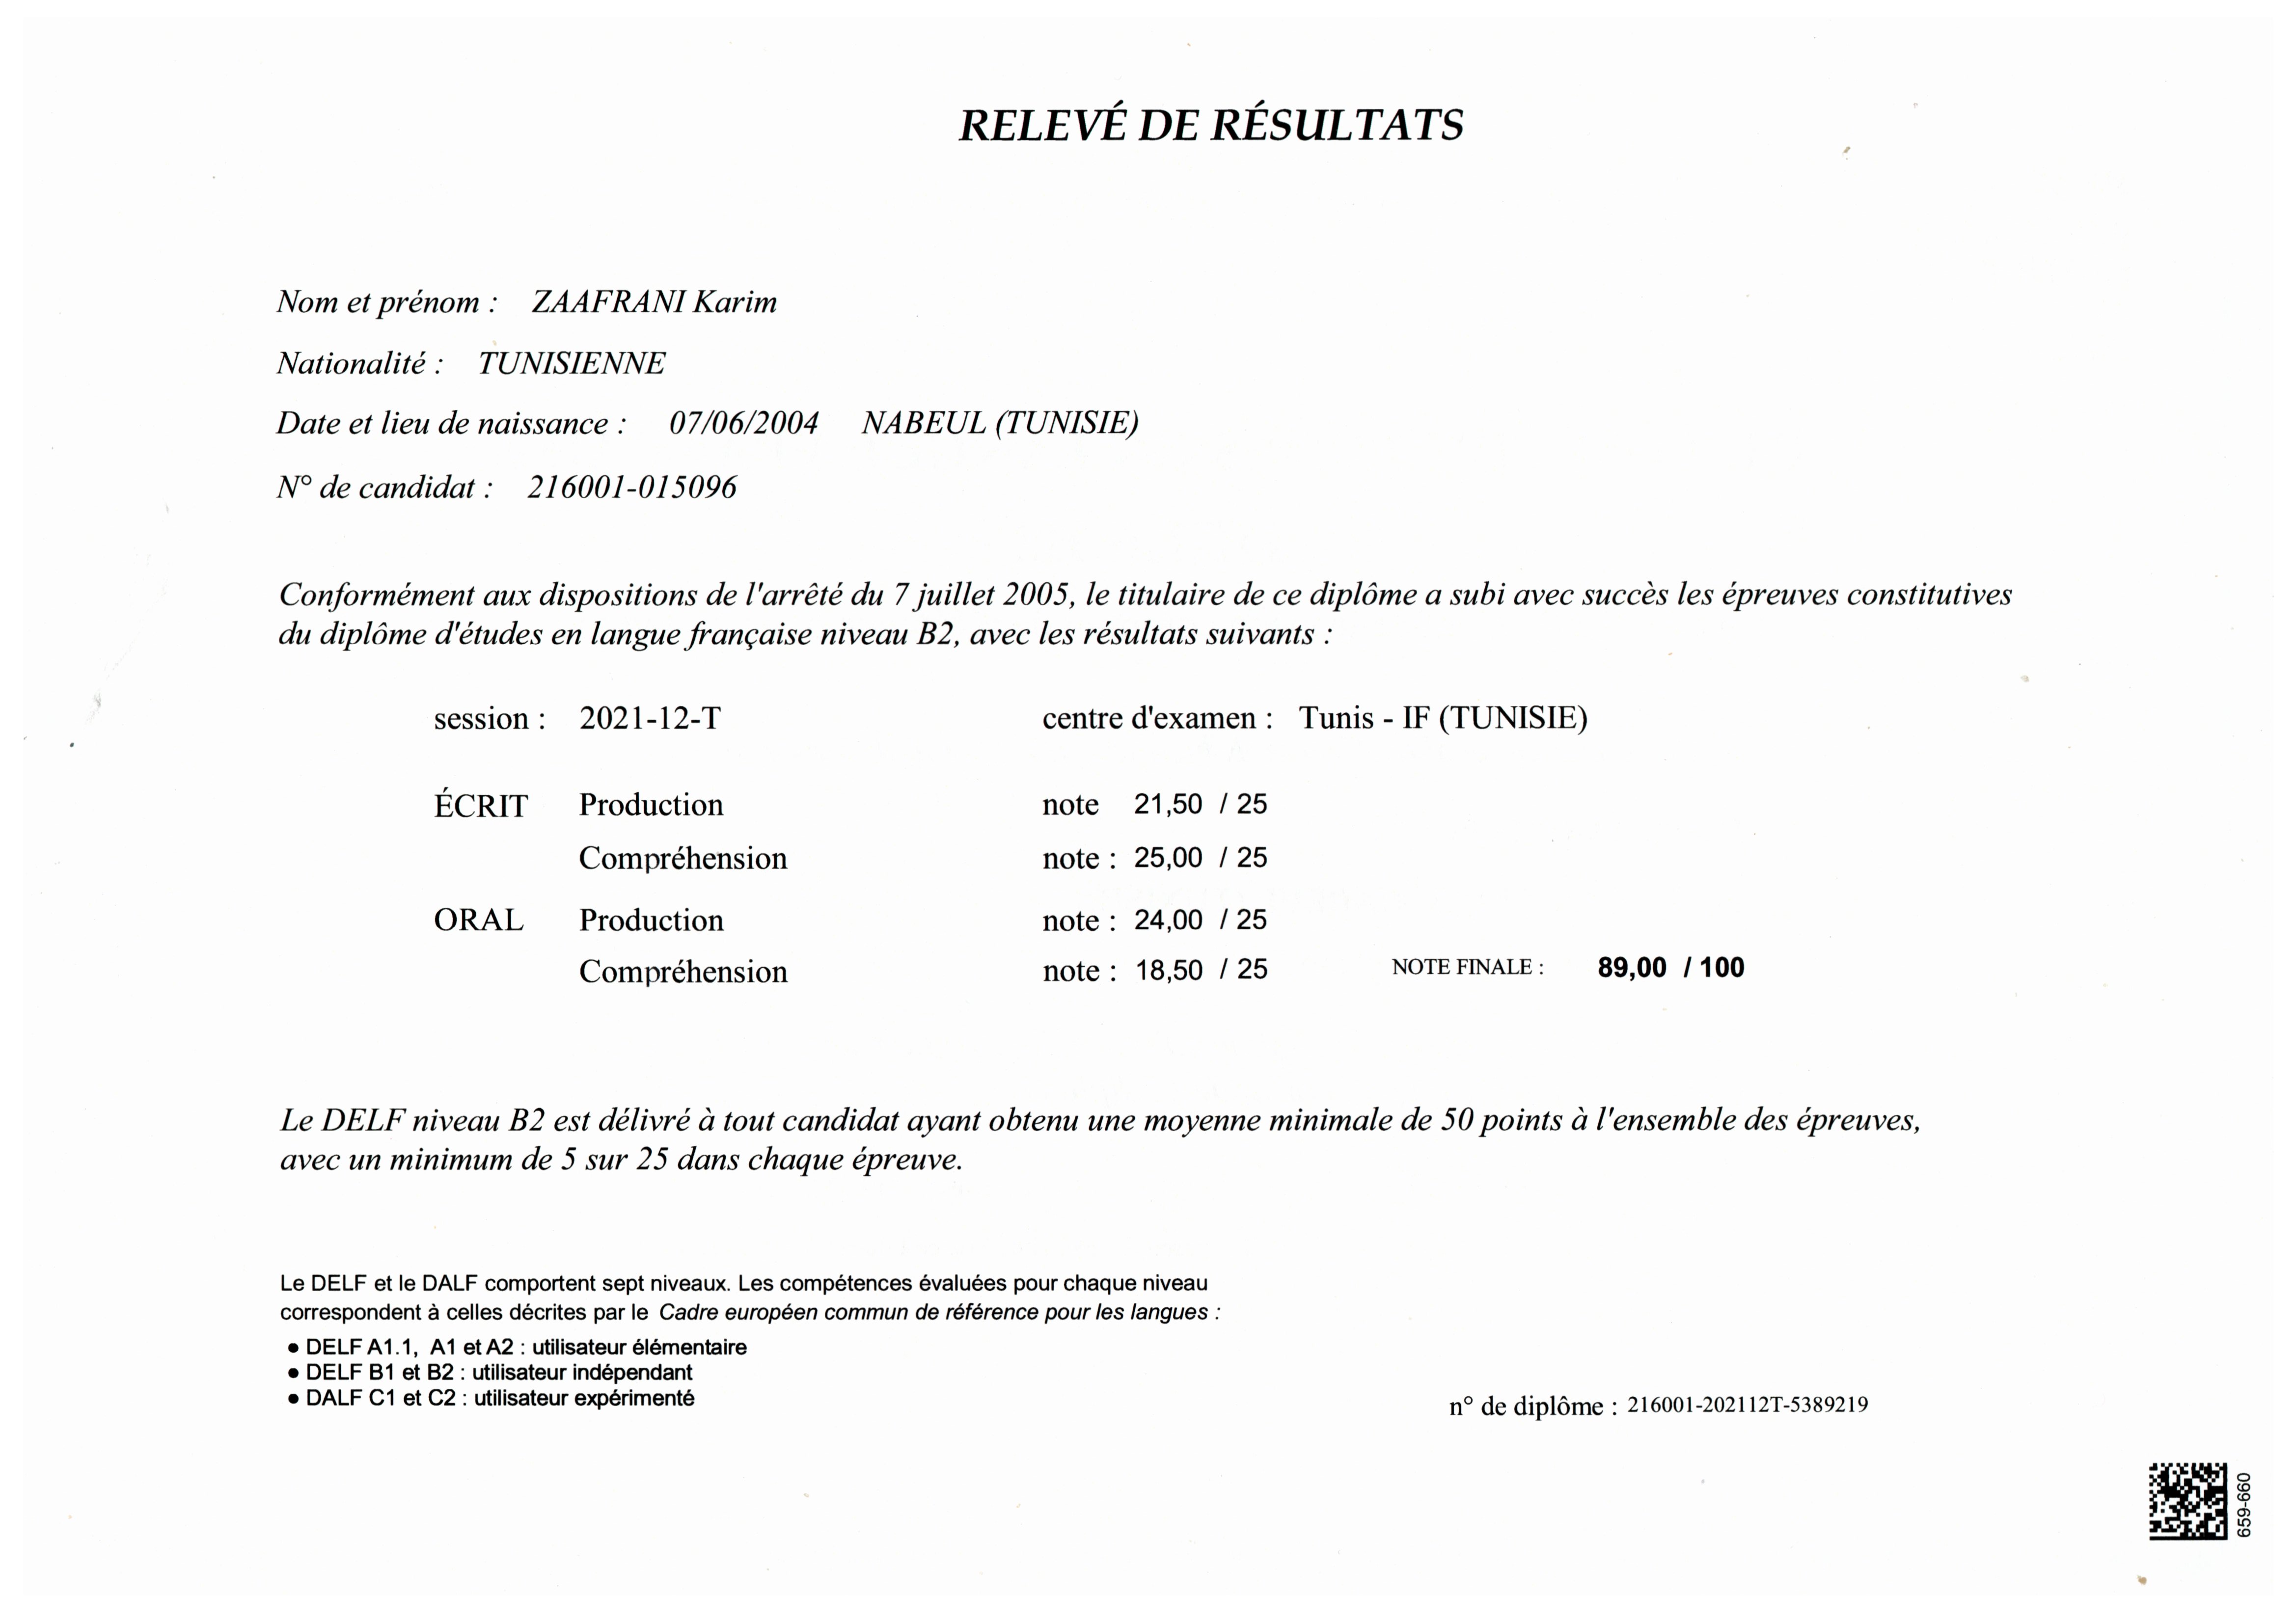 RELEVÉ DE RÉSULTATS
Nom et prénom : ZAAFRANI Karim
Nationalité : TUNISIENNE
Date et lieu de naissance : 07/06/2004 NABEUL (TUNISIE)
N° de candidat : 216001-015096
Conformément aux dispositions de l'arrêté du 7 juillet 2005, le titulaire de ce diplôme a subi avec succès les épreuves constitutives
du diplôme d'études en langue française niveau B2, avec les résultats suivants :
session : 2021-12-T centre d'examen : Tunis - IF (TUNISIE)
ÉCRIT Production note 21,50 / 25
Compréhension note : 25,00 / 25
ORAL Production note : 24,00 / 25
Compréhension note : 18,50 / 25 NOTE FINALE : 89,00 / 100
Le DELF niveau B2 est délivré à tout candidat ayant obtenu une moyenne minimale de 50 points à l'ensemble des épreuves,
avec un minimum de 5 sur 25 dans chaque épreuve.
Le DELF et le DALF comportent sept niveaux. Les compétences évaluées pour chaque niveau
correspondent à celles décrites par le Cadre européen commun de référence pour les langues :
● DELF A1.1, A1 et A2 : utilisateur élémentaire
● DELF B1 et B2 : utilisateur indépendant
● DALF C1 et C2 : utilisateur expérimenté
n° de diplôme : 216001-202112T-5389219
659-660